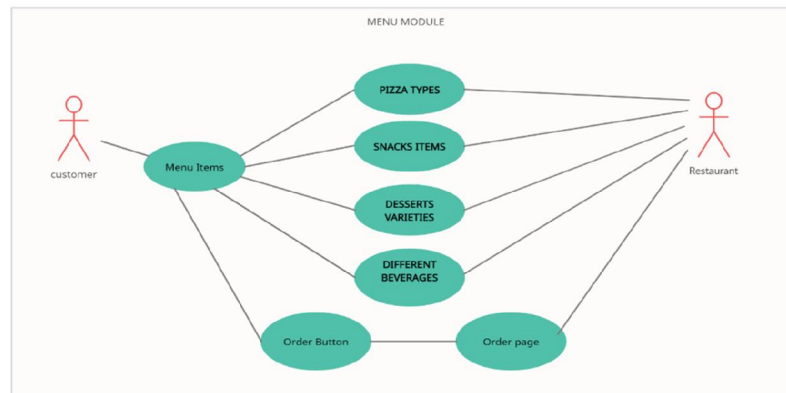 MENU MODULE
PIZZA TYPES
SNACKS ITEMS
Menu Items
customer
Restaurant
DESSERTS
VARIETIES
DIFFERENT
BEVERAGES
Order Button
Order page